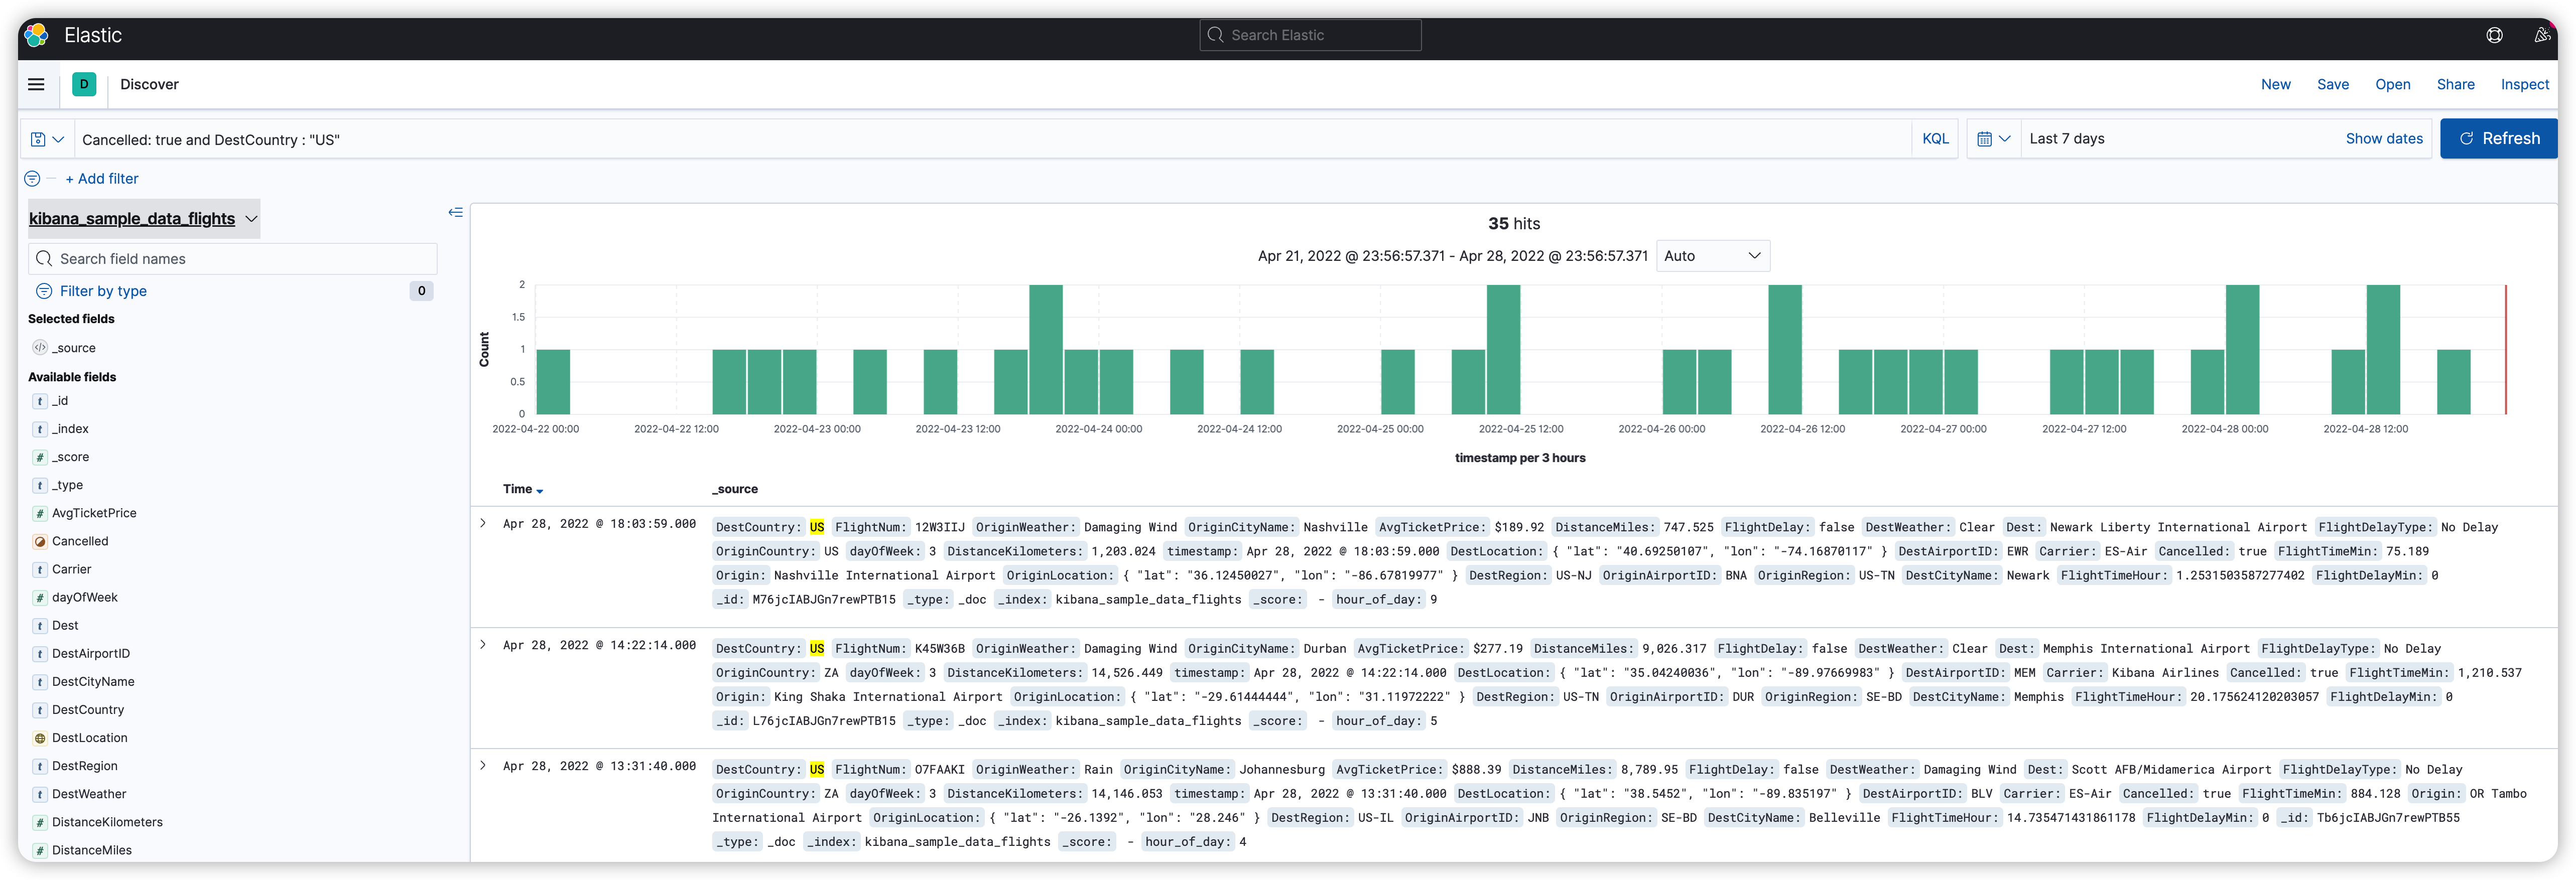 Elastic
Search Elastic
D
Discover
New Save Open Share Inspect
Cancelled: true and DestCountry : "US"
KQL
Last 7 days
Show dates
Refresh
+ Add filter
kibana_sample_data_flights
Search field names
Filter by type
0
Selected fields
_source
Available fields
t _id
t _index
# _score
t _type
# AvgTicketPrice
Cancelled
t Carrier
# dayOfWeek
t Dest
t DestAirportID
t DestCityName
t DestCountry
DestLocation
t DestRegion
t DestWeather
# DistanceKilometers
# DistanceMiles
35 hits
Apr 21, 2022 @ 23:56:57.371 - Apr 28, 2022 @ 23:56:57.371
Auto
Count
2
1.5
1
0.5
0
2022-04-22 00:00 2022-04-22 12:00 2022-04-23 00:00 2022-04-23 12:00 2022-04-24 00:00 2022-04-24 12:00 2022-04-25 00:00 2022-04-25 12:00 2022-04-26 00:00 2022-04-26 12:00 2022-04-27 00:00 2022-04-27 12:00 2022-04-28 00:00 2022-04-28 12:00
timestamp per 3 hours
Time _source
Apr 28, 2022 @ 18:03:59.000
DestCountry: US FlightNum: 12W3IIJ OriginWeather: Damaging Wind OriginCityName: Nashville AvgTicketPrice: $189.92 DistanceMiles: 747.525 FlightDelay: false DestWeather: Clear Dest: Newark Liberty International Airport FlightDelayType: No Delay
OriginCountry: US dayOfWeek: 3 DistanceKilometers: 1,203.024 timestamp: Apr 28, 2022 @ 18:03:59.000 DestLocation: { "lat": "40.69250107", "lon": "-74.16870117" } DestAirportID: EWR Carrier: ES-Air Cancelled: true FlightTimeMin: 75.189
Origin: Nashville International Airport OriginLocation: { "lat": "36.12450027", "lon": "-86.67819977" } DestRegion: US-NJ OriginAirportID: BNA OriginRegion: US-TN DestCityName: Newark FlightTimeHour: 1.2531503587277402 FlightDelayMin: 0
_id: M76jcIABJGn7rewPTB15 _type: _doc _index: kibana_sample_data_flights _score: - hour_of_day: 9
Apr 28, 2022 @ 14:22:14.000
DestCountry: US FlightNum: K45W36B OriginWeather: Damaging Wind OriginCityName: Durban AvgTicketPrice: $277.19 DistanceMiles: 9,026.317 FlightDelay: false DestWeather: Clear Dest: Memphis International Airport FlightDelayType: No Delay
OriginCountry: ZA dayOfWeek: 3 DistanceKilometers: 14,526.449 timestamp: Apr 28, 2022 @ 14:22:14.000 DestLocation: { "lat": "35.04240036", "lon": "-89.97669983" } DestAirportID: MEM Carrier: Kibana Airlines Cancelled: true FlightTimeMin: 1,210.537
Origin: King Shaka International Airport OriginLocation: { "lat": "-29.61444444", "lon": "31.11972222" } DestRegion: US-TN OriginAirportID: DUR OriginRegion: SE-BD DestCityName: Memphis FlightTimeHour: 20.175624120203057 FlightDelayMin: 0
_id: L76jcIABJGn7rewPTB15 _type: _doc _index: kibana_sample_data_flights _score: - hour_of_day: 5
Apr 28, 2022 @ 13:31:40.000
DestCountry: US FlightNum: O7FAAKI OriginWeather: Rain OriginCityName: Johannesburg AvgTicketPrice: $888.39 DistanceMiles: 8,789.95 FlightDelay: false DestWeather: Damaging Wind Dest: Scott AFB/Midamerica Airport FlightDelayType: No Delay
OriginCountry: ZA dayOfWeek: 3 DistanceKilometers: 14,146.053 timestamp: Apr 28, 2022 @ 13:31:40.000 DestLocation: { "lat": "38.5452", "lon": "-89.835197" } DestAirportID: BLV Carrier: ES-Air Cancelled: true FlightTimeMin: 884.128 Origin: OR Tambo
International Airport OriginLocation: { "lat": "-26.1392", "lon": "28.246" } DestRegion: US-IL OriginAirportID: JNB OriginRegion: SE-BD DestCityName: Belleville FlightTimeHour: 14.735471431861178 FlightDelayMin: 0 _id: Tb6jcIABJGn7rewPTB55
_type: _doc _index: kibana_sample_data_flights _score: - hour_of_day: 4